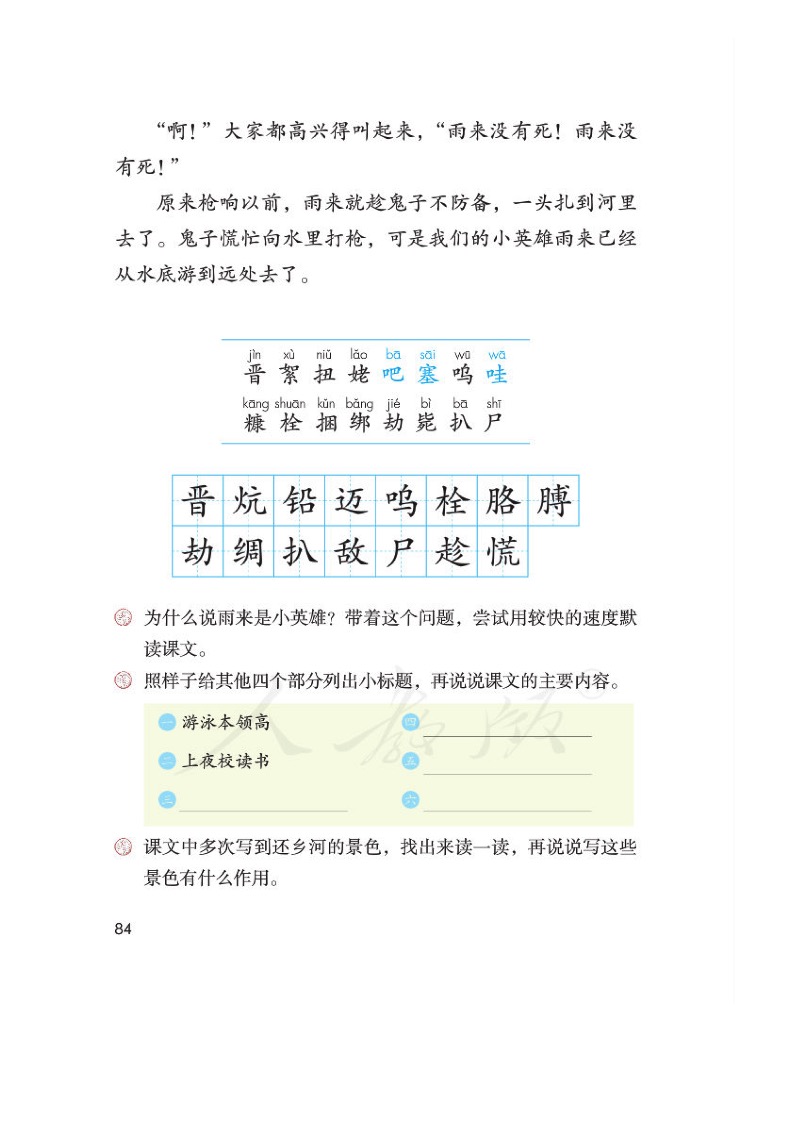 “啊！”大家都高兴得叫起来，“雨来没有死！雨来没
有死！”
原来枪响以前，雨来就趁鬼子不防备，一头扎到河里
去了。鬼子慌忙向水里打枪，可是我们的小英雄雨来已经
从水底游到远处去了。
jìn xù niǔ lǎo bā sāi wū wā
晋 絮 扭 姥 吧 塞 呜 哇
kāng shuān kǔn bǎng jié bì bā shī
糠 栓 捆 绑 劫 毙 扒 尸
晋 炕 铅 迈 呜 栓 胳 膊
劫 绸 扒 敌 尸 趁 慌
为什么说雨来是小英雄？带着这个问题，尝试用较快的速度默
读课文。
照样子给其他四个部分列出小标题，再说说课文的主要内容。
一 游泳本领高 四
二 上夜校读书 五
三 六
人教版®
课文中多次写到还乡河的景色，找出来读一读，再说说写这些
景色有什么作用。
84